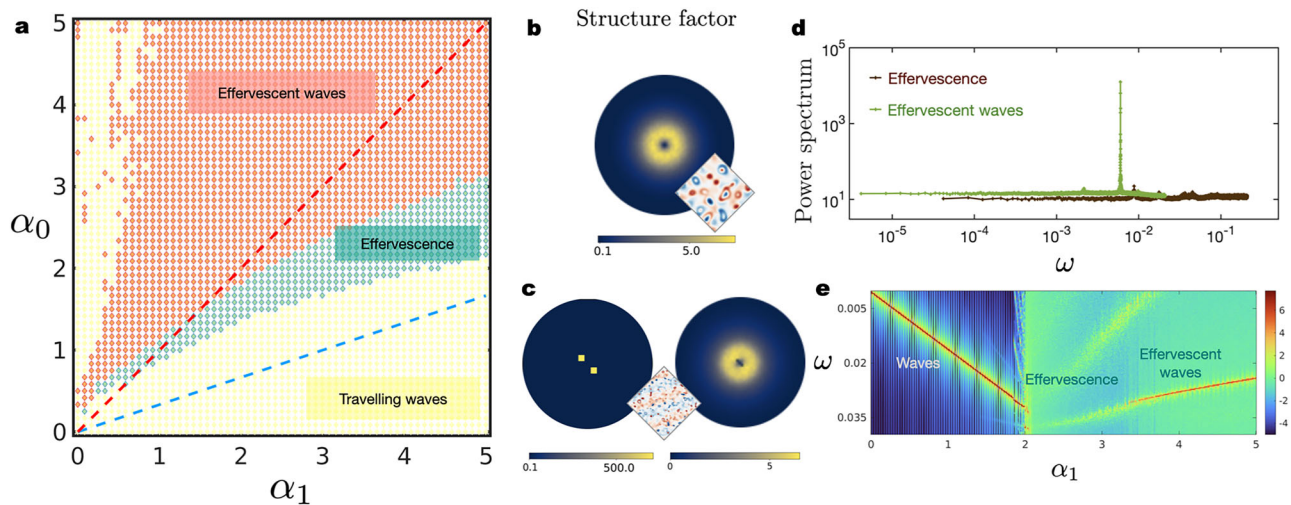 a
5
4
3
2
1
0
α0
Effervescent waves
Effervescence
Travelling waves
0 1 2 3 4 5
α1
b
Structure factor
0.1 5.0
c
0.1 500.0
0 5
d
Power spectrum
10^5
10^3
10^1
Effervescence
Effervescent waves
10^-5 10^-4 10^-3 10^-2 10^-1
ω
e
ω
0.005
0.02
0.035
Waves
Effervescence
Effervescent
waves
0 1 2 3 4 5
α1
6
4
2
0
-2
-4